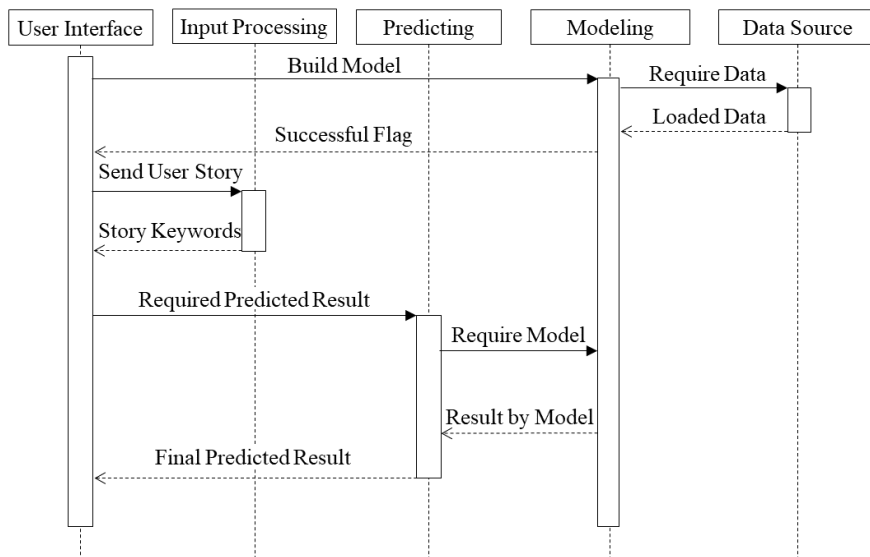 User Interface
Input Processing
Predicting
Modeling
Data Source
Build Model
Require Data
Loaded Data
Successful Flag
Send User Story
Story Keywords
Required Predicted Result
Require Model
Result by Model
Final Predicted Result